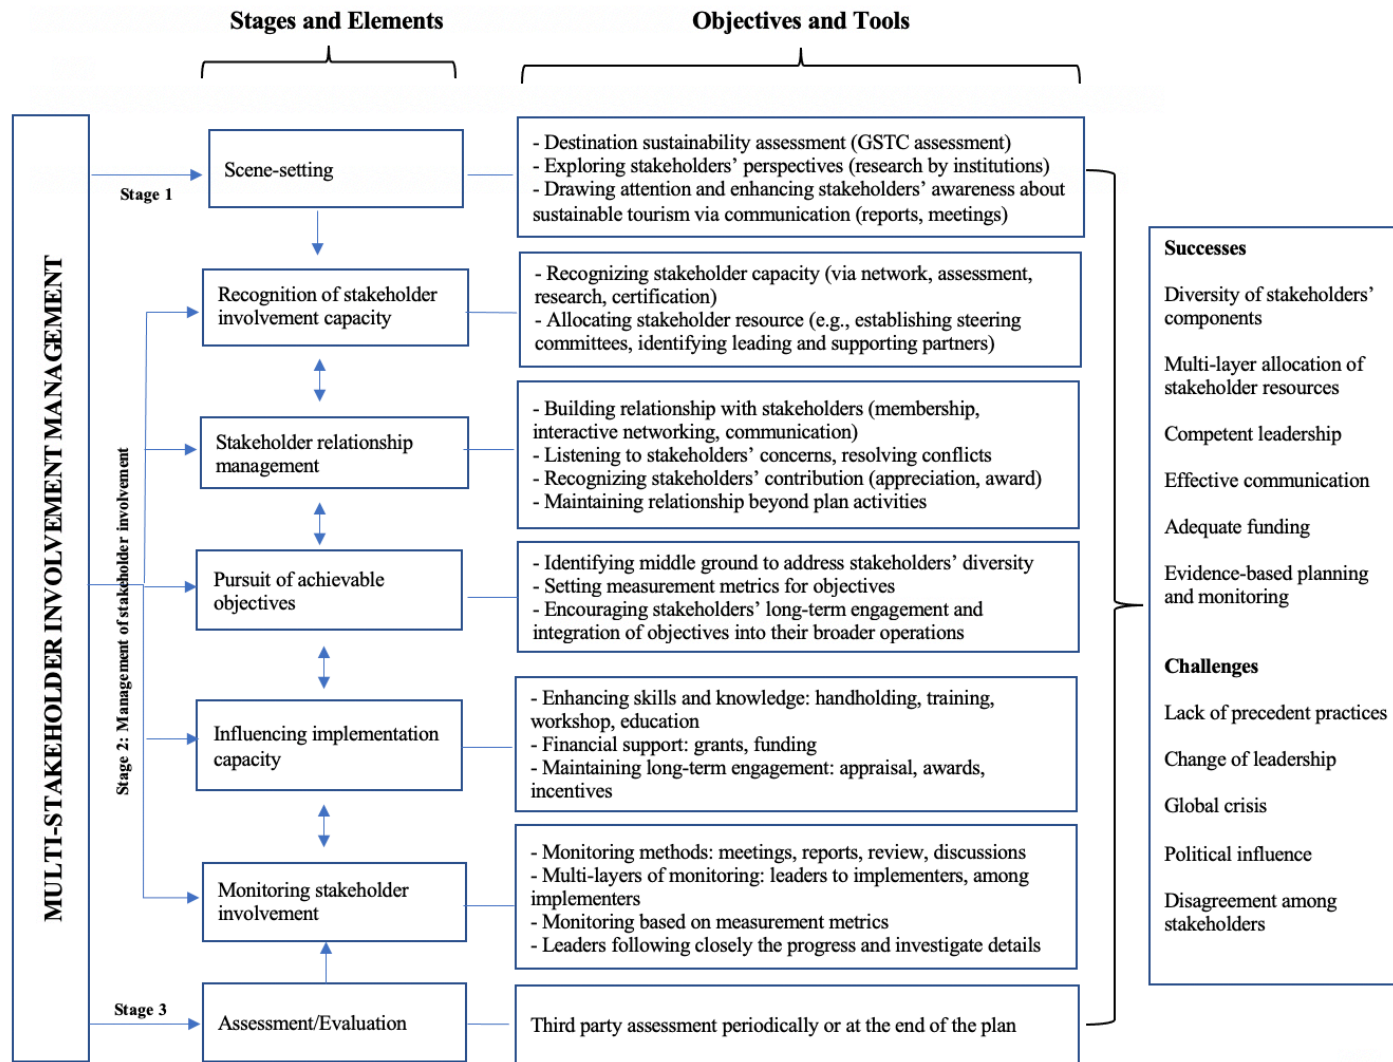 Stages and Elements
Objectives and Tools
MULTI-STAKEHOLDER INVOLVEMENT MANAGEMENT
Stage 1
Scene-setting
- Destination sustainability assessment (GSTC assessment)
- Exploring stakeholders’ perspectives (research by institutions)
- Drawing attention and enhancing stakeholders’ awareness about
sustainable tourism via communication (reports, meetings)
Stage 2: Management of stakeholder involvement
Recognition of stakeholder
involvement capacity
- Recognizing stakeholder capacity (via network, assessment,
research, certification)
- Allocating stakeholder resource (e.g., establishing steering
committees, identifying leading and supporting partners)
Stakeholder relationship
management
- Building relationship with stakeholders (membership,
interactive networking, communication)
- Listening to stakeholders’ concerns, resolving conflicts
- Recognizing stakeholders’ contribution (appreciation, award)
- Maintaining relationship beyond plan activities
Pursuit of achievable
objectives
- Identifying middle ground to address stakeholders’ diversity
- Setting measurement metrics for objectives
- Encouraging stakeholders’ long-term engagement and
integration of objectives into their broader operations
Influencing implementation
capacity
- Enhancing skills and knowledge: handholding, training,
workshop, education
- Financial support: grants, funding
- Maintaining long-term engagement: appraisal, awards,
incentives
Monitoring stakeholder
involvement
- Monitoring methods: meetings, reports, review, discussions
- Multi-layers of monitoring: leaders to implementers, among
implementers
- Monitoring based on measurement metrics
- Leaders following closely the progress and investigate details
Stage 3
Assessment/Evaluation
Third party assessment periodically or at the end of the plan
Successes
Diversity of stakeholders’
components
Multi-layer allocation of
stakeholder resources
Competent leadership
Effective communication
Adequate funding
Evidence-based planning
and monitoring
Challenges
Lack of precedent practices
Change of leadership
Global crisis
Political influence
Disagreement among
stakeholders